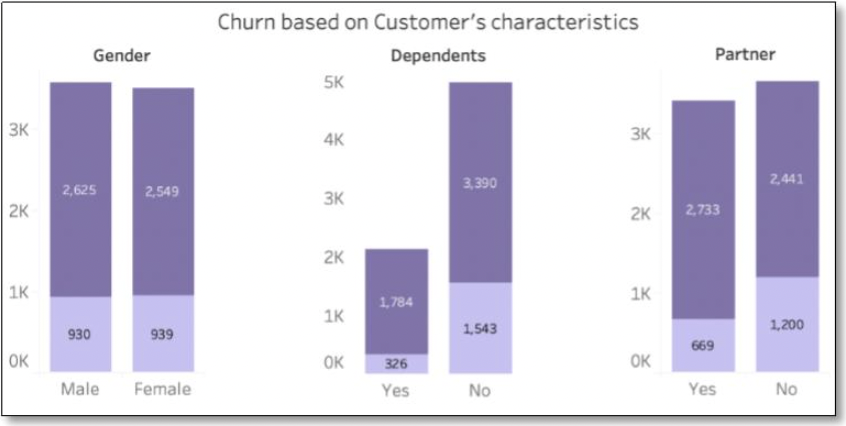 Churn based on Customer's characteristics
Gender
3K
2K
1K
0K
2,625
2,549
930
939
Male
Female
Dependents
5K
4K
3K
2K
1K
0K
3,390
1,784
1,543
326
Yes
No
Partner
3K
2K
1K
0K
2,441
2,733
1,200
669
Yes
No